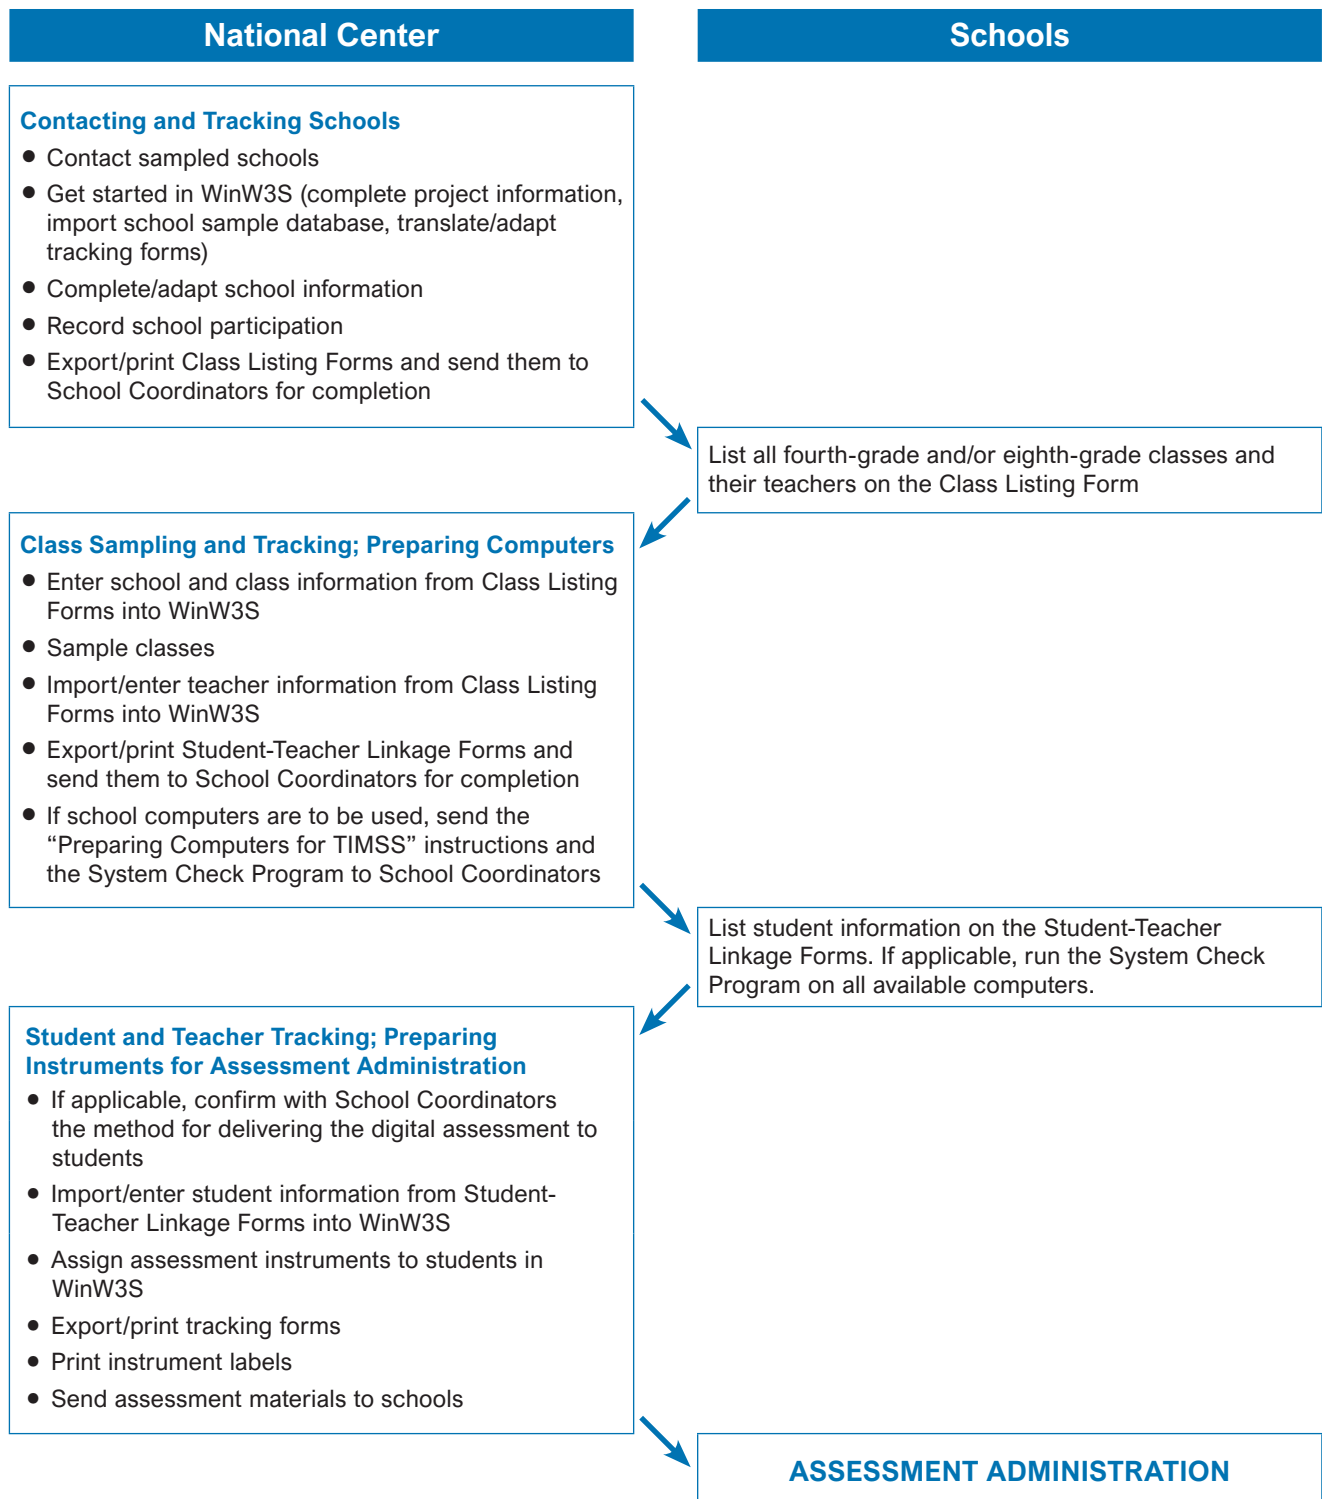 National Center
Schools
Contacting and Tracking Schools
● Contact sampled schools
● Get started in WinW3S (complete project information,
import school sample database, translate/adapt
tracking forms)
● Complete/adapt school information
● Record school participation
● Export/print Class Listing Forms and send them to
School Coordinators for completion
List all fourth-grade and/or eighth-grade classes and
their teachers on the Class Listing Form
Class Sampling and Tracking; Preparing Computers
● Enter school and class information from Class Listing
Forms into WinW3S
● Sample classes
● Import/enter teacher information from Class Listing
Forms into WinW3S
● Export/print Student-Teacher Linkage Forms and
send them to School Coordinators for completion
● If school computers are to be used, send the
“Preparing Computers for TIMSS” instructions and
the System Check Program to School Coordinators
List student information on the Student-Teacher
Linkage Forms. If applicable, run the System Check
Program on all available computers.
Student and Teacher Tracking; Preparing
Instruments for Assessment Administration
● If applicable, confirm with School Coordinators
the method for delivering the digital assessment to
students
● Import/enter student information from Student-
Teacher Linkage Forms into WinW3S
● Assign assessment instruments to students in
WinW3S
● Export/print tracking forms
● Print instrument labels
● Send assessment materials to schools
ASSESSMENT ADMINISTRATION